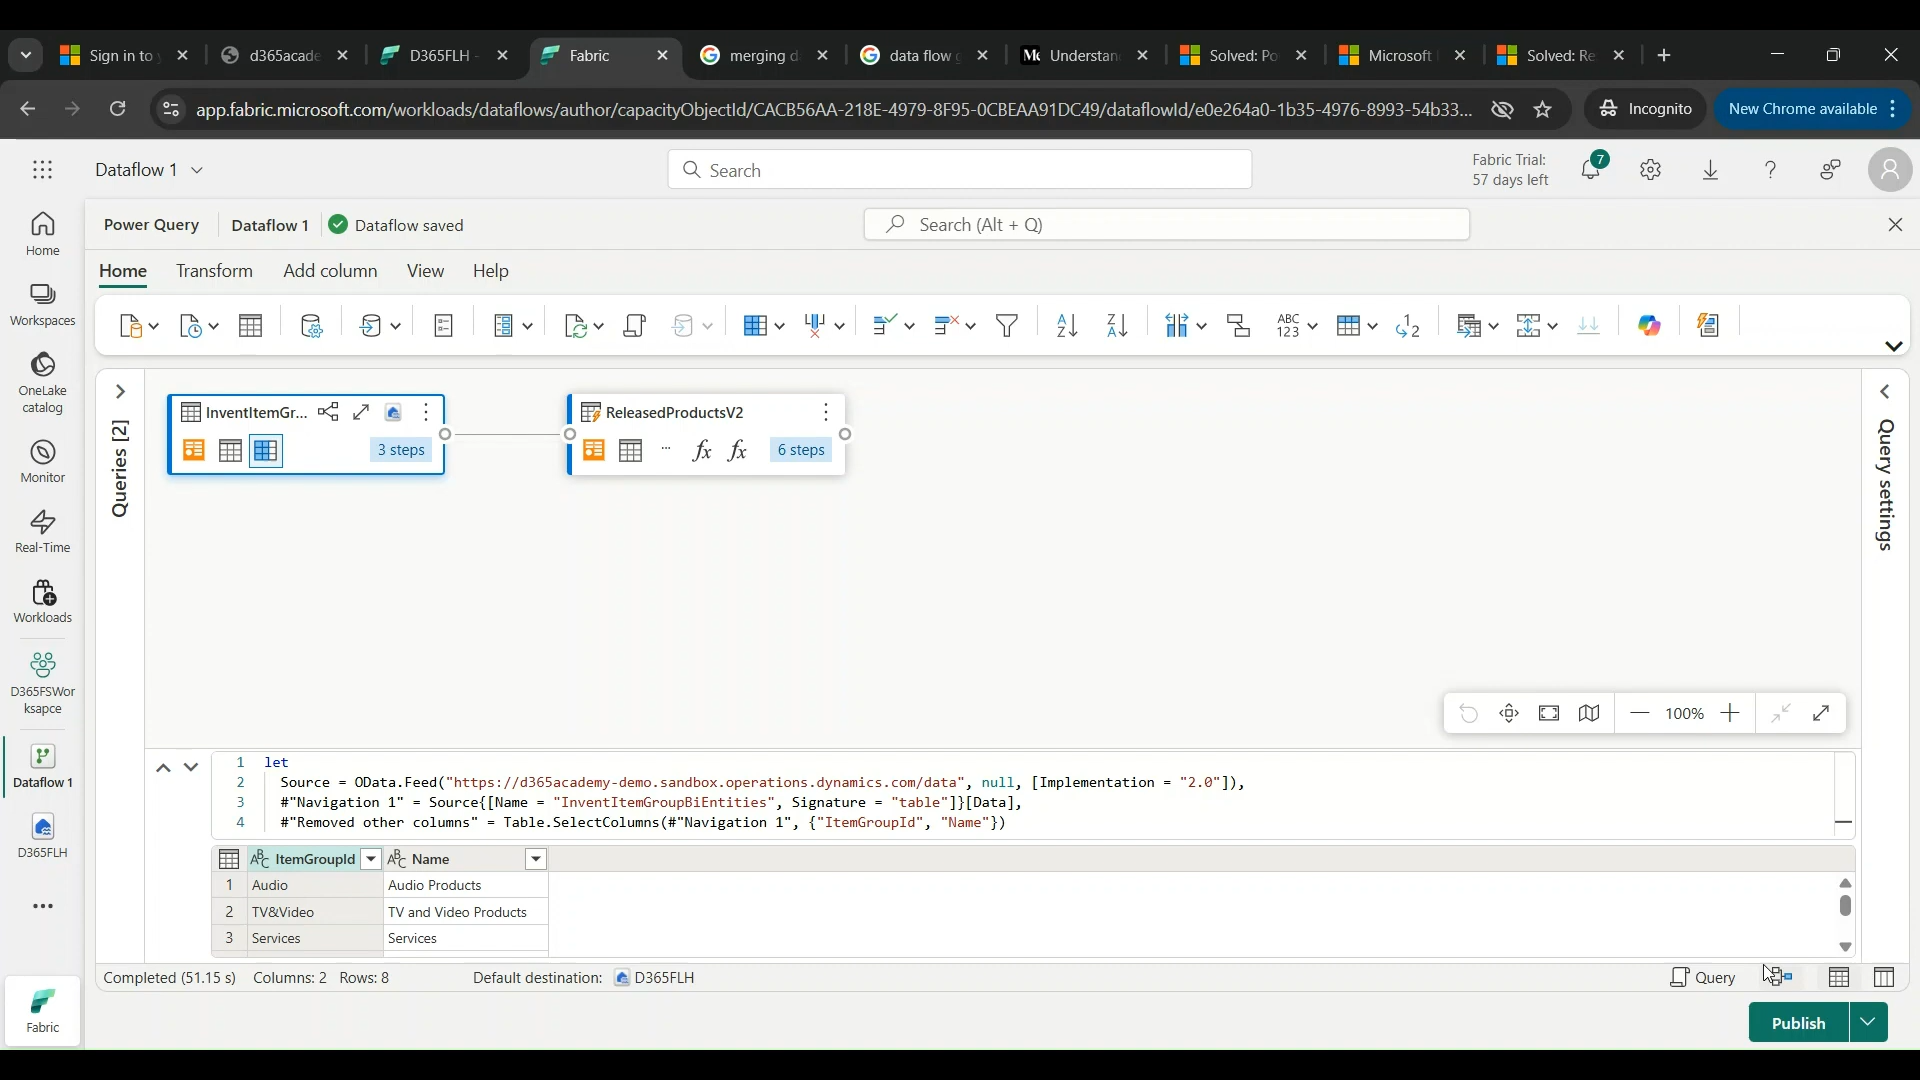 Sign in to
d365acade
D365FLH -
Fabric
merging d
data flow g
Understan
Solved: Po
Microsoft
Solved: Re
app.fabric.microsoft.com/workloads/dataflows/author/capacityObjectId/CACB56AA-218E-4979-8F95-0CBEAA91DC49/dataflowId/e0e264a0-1b35-4976-8993-54b33...
Incognito
New Chrome available
Dataflow 1
Search
Fabric Trial:
57 days left
7
Power Query
Dataflow 1
Dataflow saved
Search (Alt + Q)
Home
Transform
Add column
View
Help
Home
Workspaces
OneLake
catalog
Monitor
Real-Time
Workloads
D365FSWor
ksapce
Dataflow 1
D365FLH
Fabric
Queries [2]
InventItemGr...
3 steps
ReleasedProductsV2
fx fx
6 steps
Query settings
100%
1 let
2 Source = OData.Feed("https://d365academy-demo.sandbox.operations.dynamics.com/data", null, [Implementation = "2.0"]),
3 #"Navigation 1" = Source{[Name = "InventItemGroupBiEntities", Signature = "table"]}[Data],
4 #"Removed other columns" = Table.SelectColumns(#"Navigation 1", {"ItemGroupId", "Name"})
ABC ItemGroupId ABC Name
1 Audio Audio Products
2 TV&Video TV and Video Products
3 Services Services
Completed (51.15 s) Columns: 2 Rows: 8 Default destination: D365FLH
Query
Publish